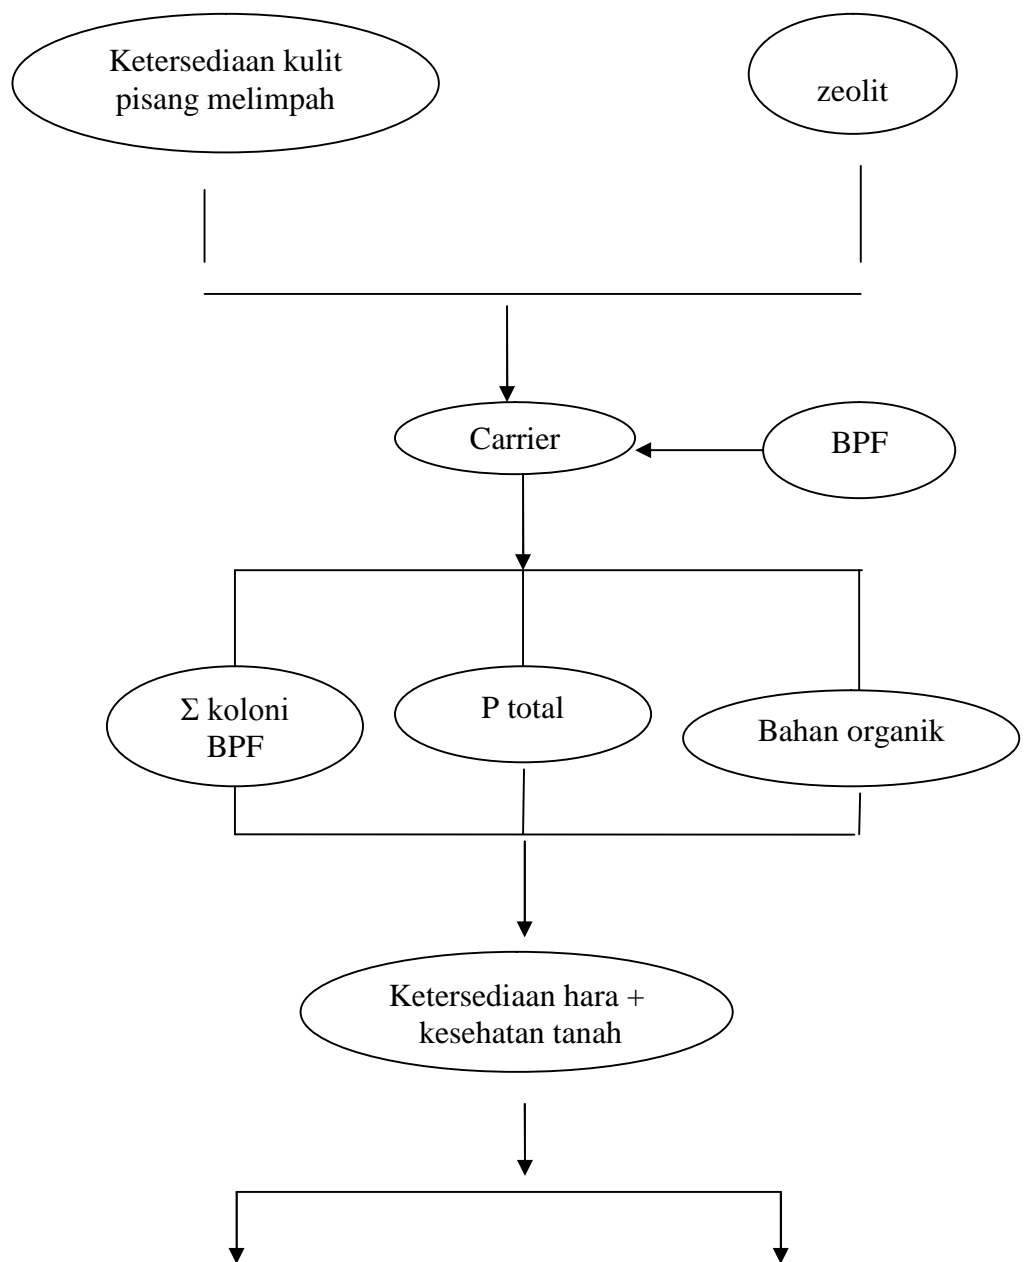 Ketersediaan kulit
pisang melimpah
zeolit
Carrier
BPF
Σ koloni
BPF
P total
Bahan organik
Ketersediaan hara +
kesehatan tanah